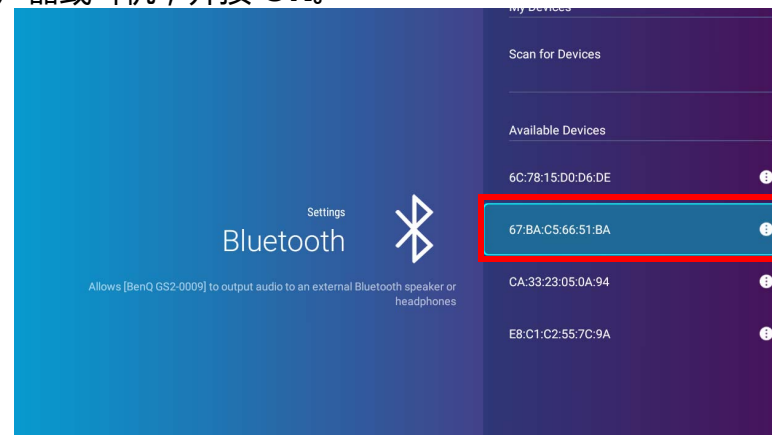 My Devices
Scan for Devices
Available Devices
6C:78:15:D0:D6:DE
67:BA:C5:66:51:BA
CA:33:23:05:0A:94
E8:C1:C2:55:7C:9A
Settings
Bluetooth
Allows [BenQ GS2-0009] to output audio to an external Bluetooth speaker or
headphones